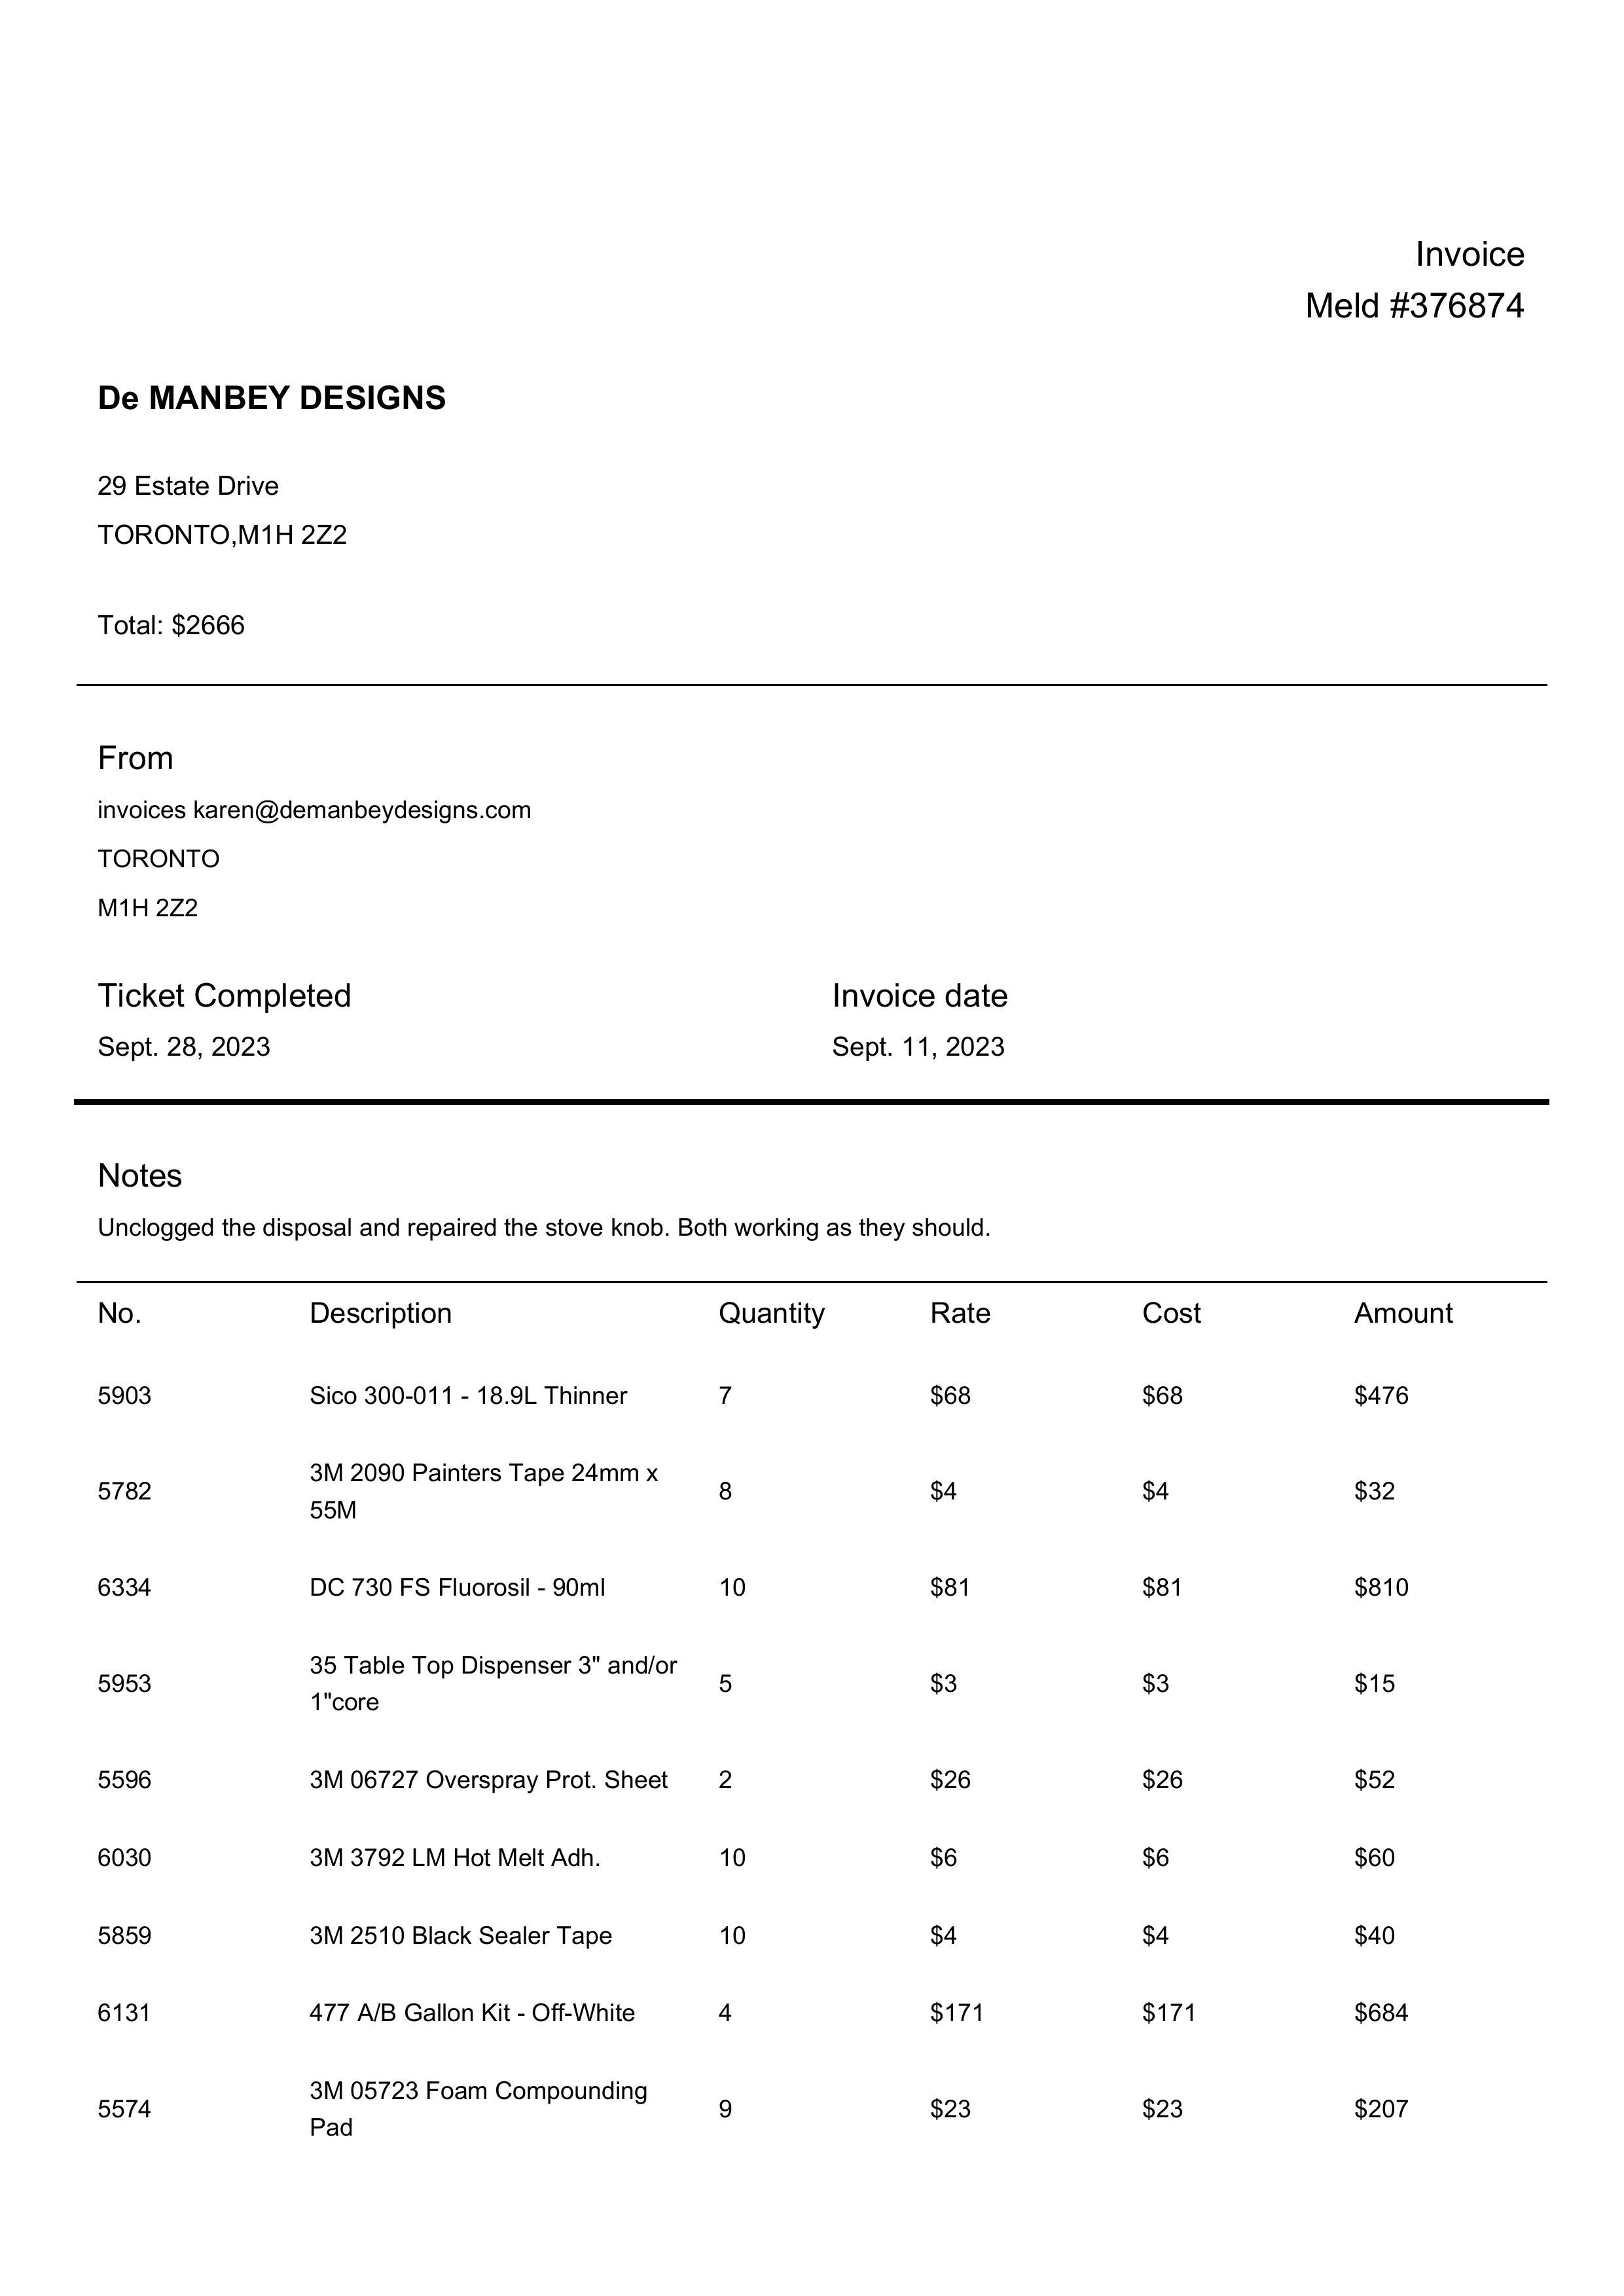 Invoice
Meld #376874
De MANBEY DESIGNS
29 Estate Drive
TORONTO,M1H 2Z2
Total: $2666
From
invoices karen@demanbeydesigns.com
TORONTO
M1H 2Z2
Ticket Completed Invoice date
Sept. 28, 2023 Sept. 11, 2023
Notes
Unclogged the disposal and repaired the stove knob. Both working as they should.
No. Description Quantity Rate Cost Amount
5903 Sico 300-011 - 18.9L Thinner 7 $68 $68 $476
3M 2090 Painters Tape 24mm x
5782 8 $4 $4 $32
55M
6334 DC 730 FS Fluorosil - 90ml 10 $81 $81 $810
35 Table Top Dispenser 3" and/or
5953 5 $3 $3 $15
1"core
5596 3M 06727 Overspray Prot. Sheet 2 $26 $26 $52
6030 3M 3792 LM Hot Melt Adh. 10 $6 $6 $60
5859 3M 2510 Black Sealer Tape 10 $4 $4 $40
6131 477 A/B Gallon Kit - Off-White 4 $171 $171 $684
3M 05723 Foam Compounding
5574 9 $23 $23 $207
Pad